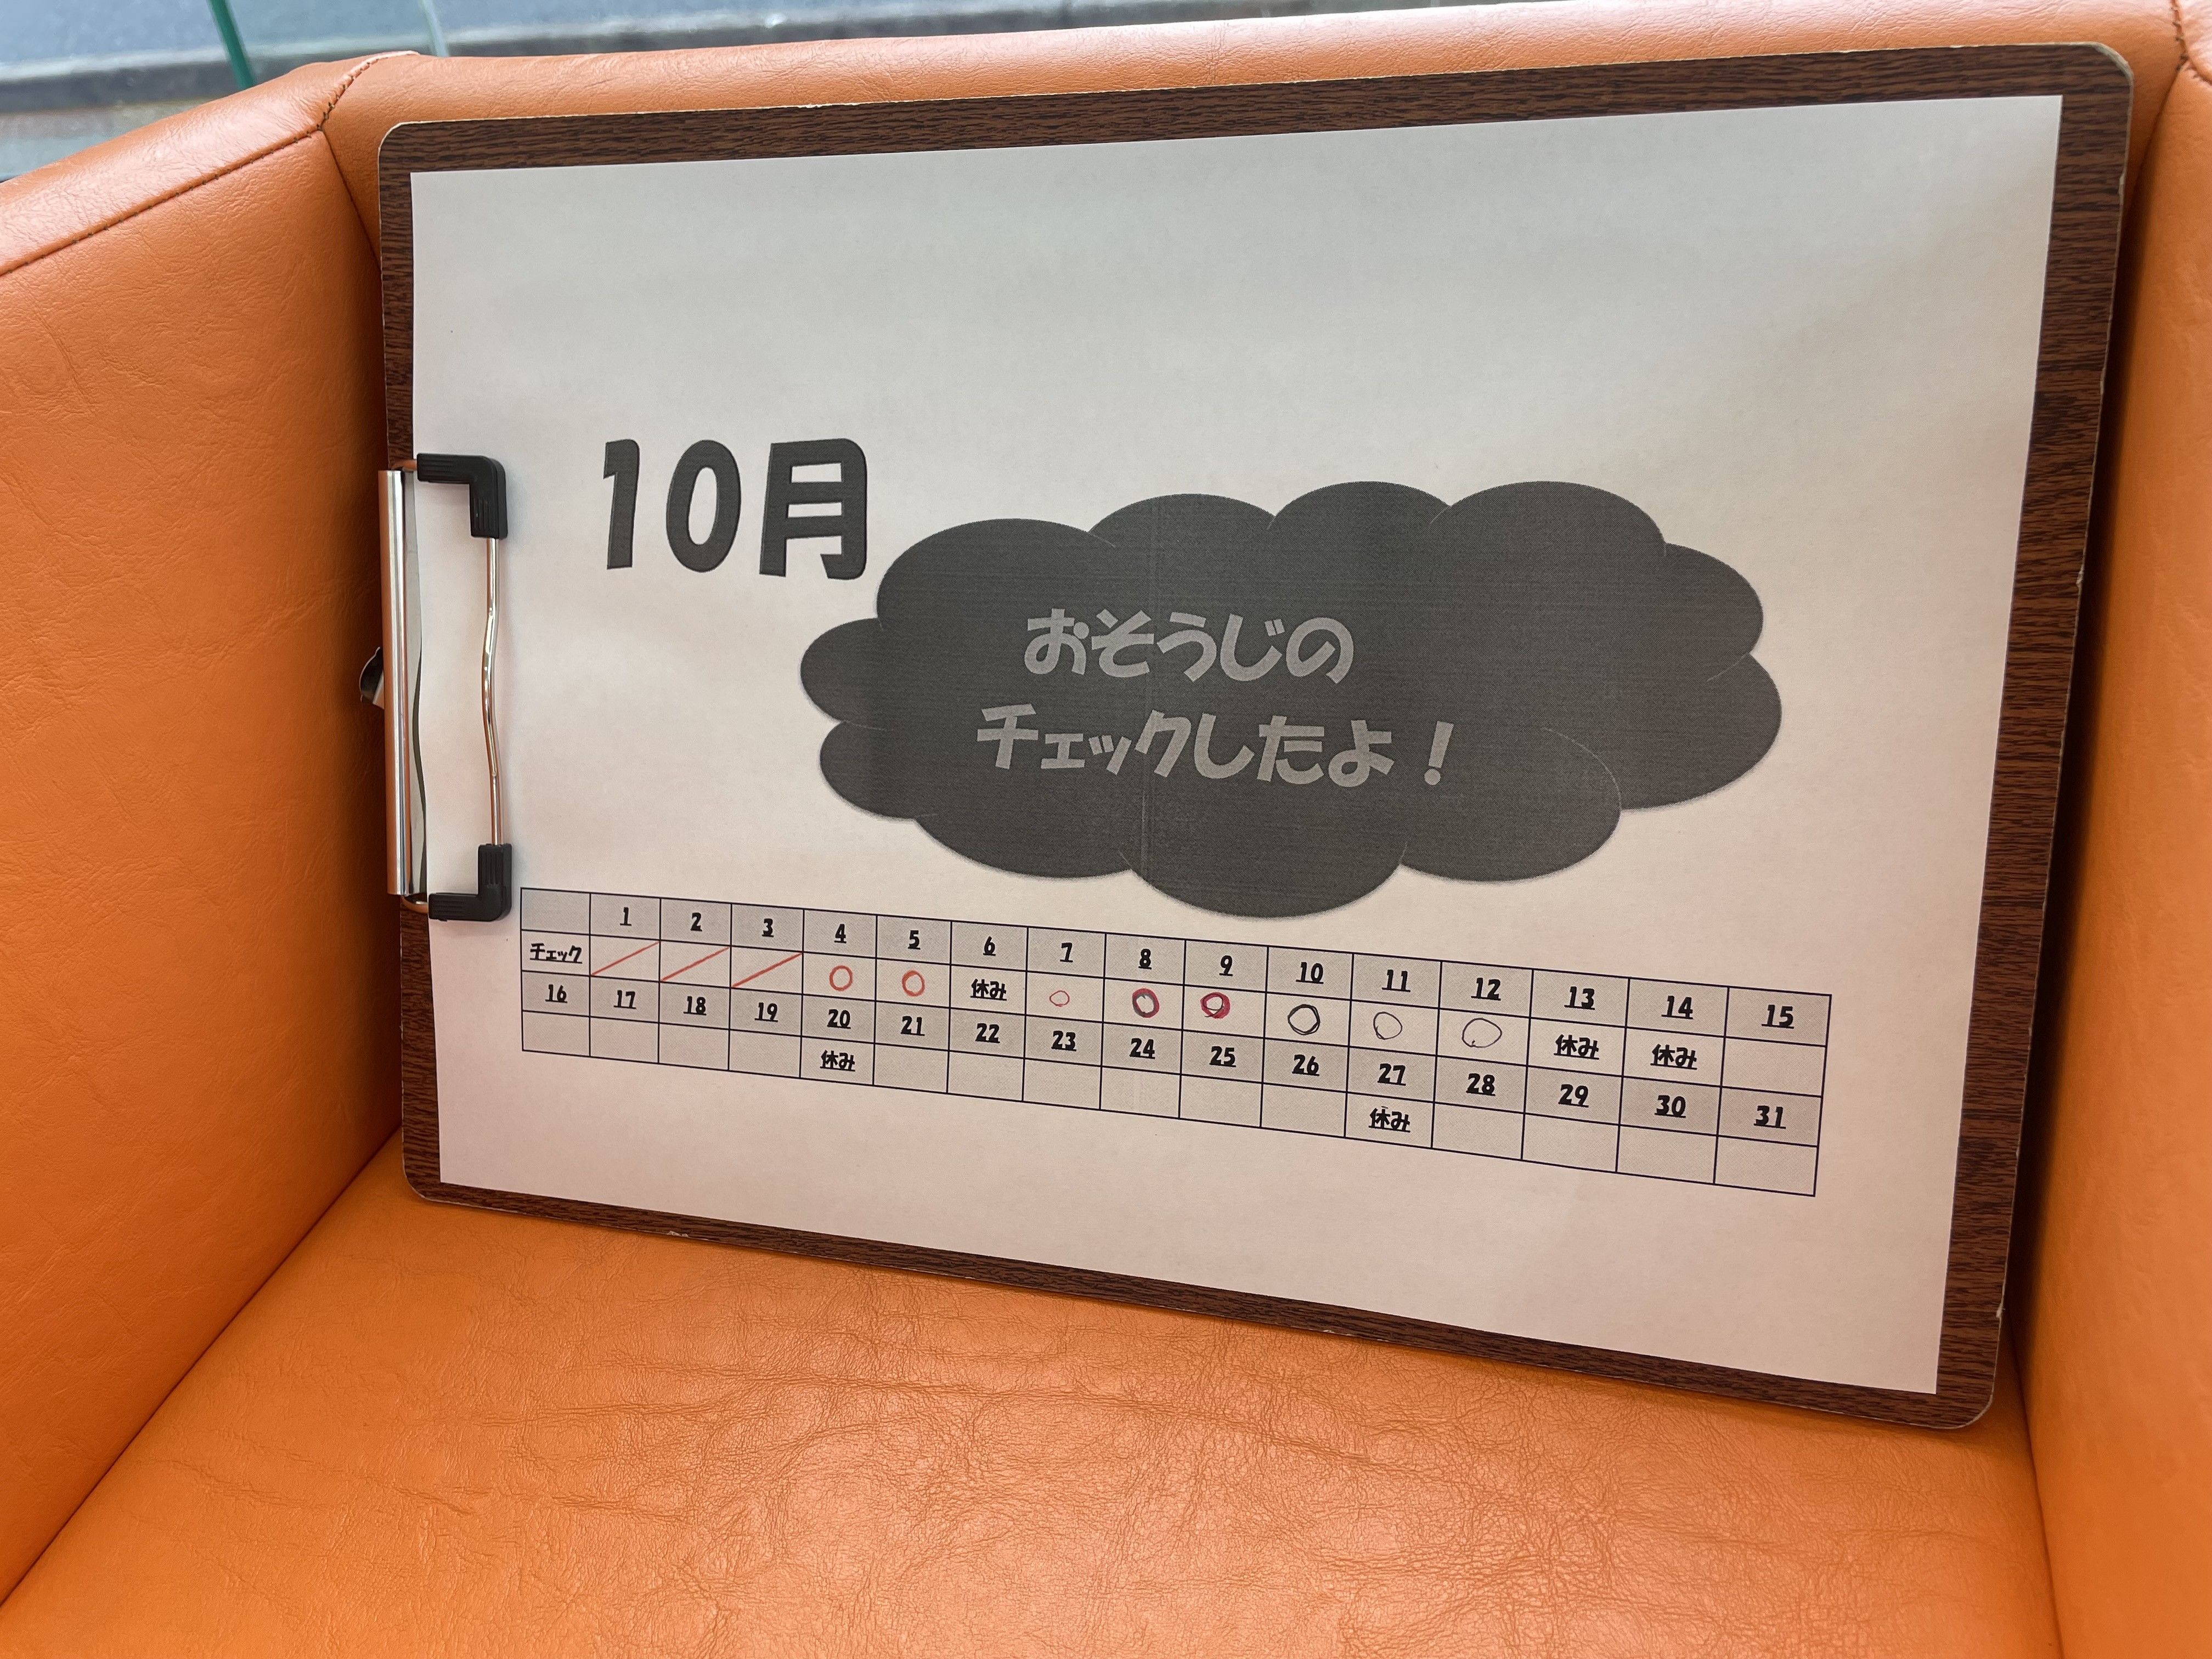 10月
おそうじの
チェックしたよ！
1 2 3 4 5 6 7 8 9 10 11 12 13 14 15
チェック / / / ○ ○ 休み ○ ○ ○ ○ ○ ○ 休み 休み
16 17 18 19 20 21 22 23 24 25 26 27 28 29 30 31
休み 休み